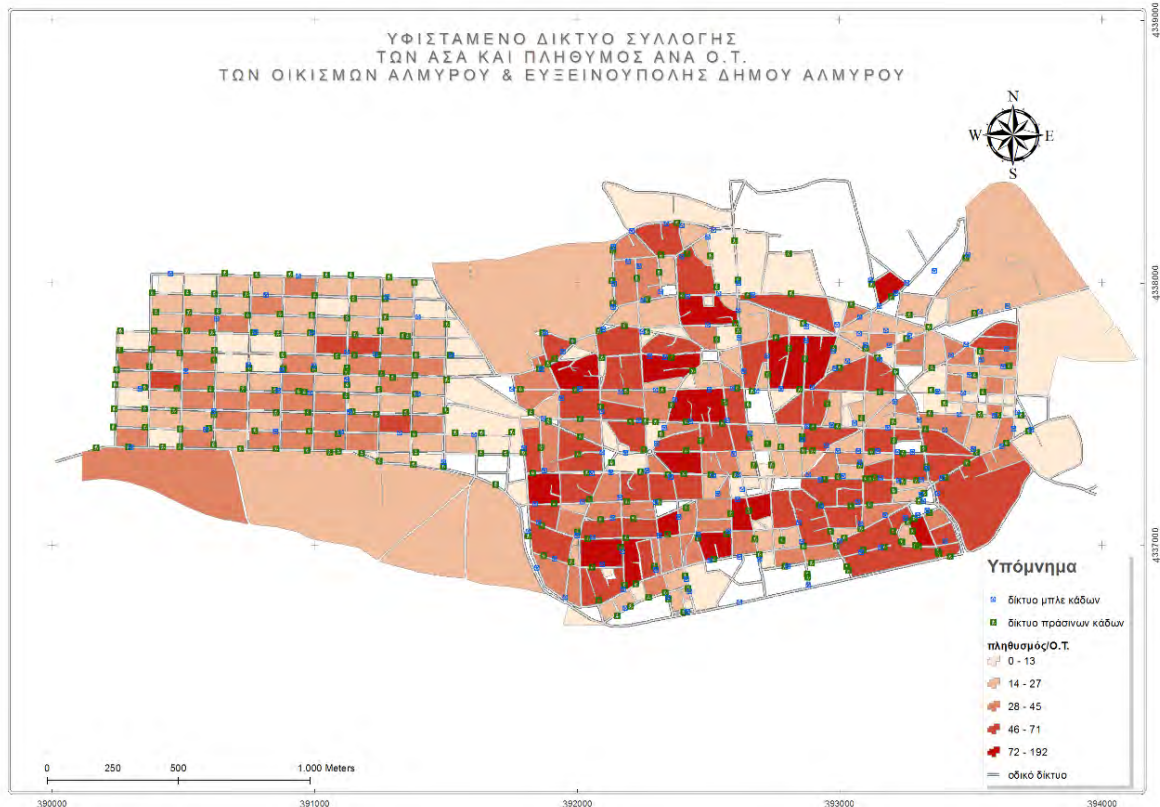 ΥΦΙΣΤΑΜΕΝΟ ΔΙΚΤΥΟ ΣΥΛΛΟΓΗΣ
ΤΩΝ ΑΣΑ ΚΑΙ ΠΛΗΘΥΜΟΣ ΑΝΑ Ο.Τ.
ΤΩΝ ΟΙΚΙΣΜΩΝ ΑΛΜΥΡΟΥ & ΕΥΞΕΙΝΟΥΠΟΛΗΣ ΔΗΜΟΥ ΑΛΜΥΡΟΥ
N
W E
S
4339000
4338000
4337000
Υπόμνημα
δίκτυο μπλε κάδων
δίκτυο πράσινων κάδων
πληθυσμός/Ο.Τ.
0 - 13
14 - 27
28 - 45
46 - 71
72 - 192
οδικό δίκτυο
0 250 500 1.000 Meters
390000 391000 392000 393000 394000